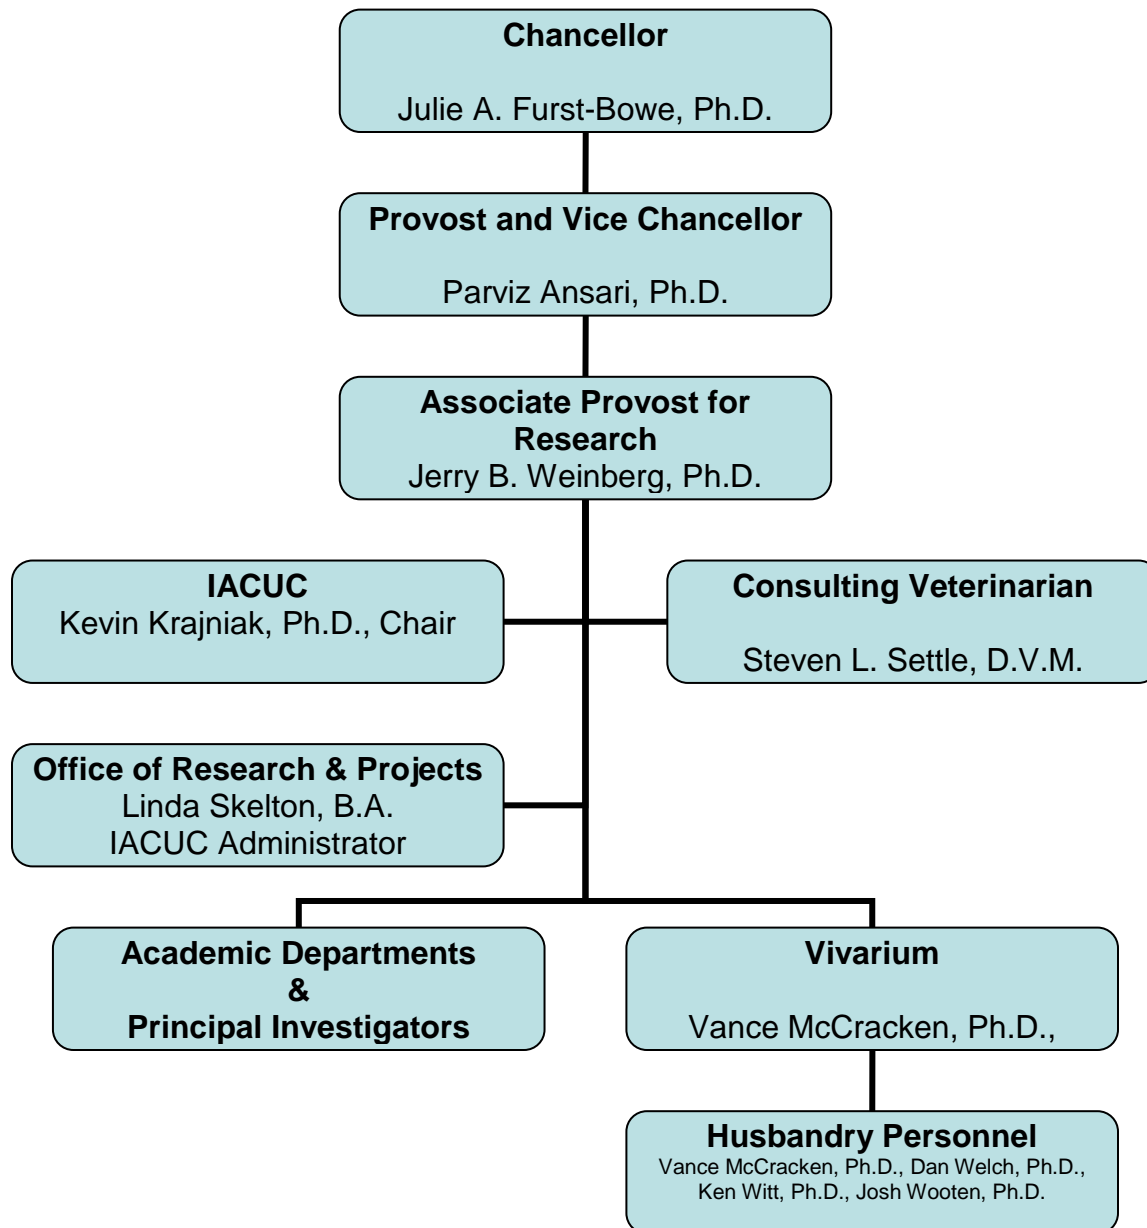 Chancellor
Julie A. Furst-Bowe, Ph.D.
Provost and Vice Chancellor
Parviz Ansari, Ph.D.
Associate Provost for
Research
Jerry B. Weinberg, Ph.D.
IACUC
Kevin Krajniak, Ph.D., Chair
Consulting Veterinarian
Steven L. Settle, D.V.M.
Office of Research & Projects
Linda Skelton, B.A.
IACUC Administrator
Academic Departments
&
Principal Investigators
Vivarium
Vance McCracken, Ph.D.,
Husbandry Personnel
Vance McCracken, Ph.D., Dan Welch, Ph.D.,
Ken Witt, Ph.D., Josh Wooten, Ph.D.